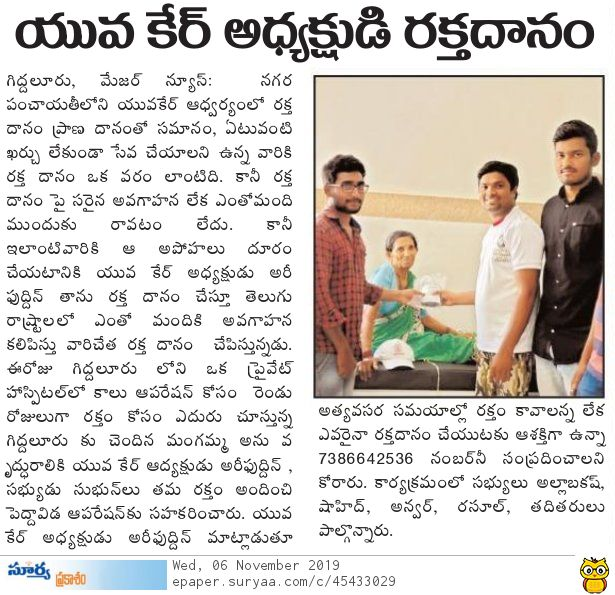 యువ కేర్ అధ్యక్షుడి రక్తదానం
గిద్దలూరు, మేజర్ న్యూస్: నగర
పంచాయతీలోని యువకేర్ ఆధ్వర్యంలో రక్త
దానం ప్రాణ దానంతో సమానం, ఏటువంటి
ఖర్చు లేకుండా సేవ చేయాలని ఉన్న వారికి
రక్త దానం ఒక వరం లాంటిది. కానీ రక్త
దానం పై సరైన అవగాహన లేక ఎంతోమంది
ముందుకు రావటం లేదు. కానీ
ఇలాంటివారికి ఆ అపోహలు దూరం
చేయటానికి యువ కేర్ అధ్యక్షుడు అరీ
ఫుద్దిన్ తాను రక్త దానం చేస్తూ తెలుగు
రాష్ట్రాలలో ఎంతో మందికి అవగాహన
కలిపిస్తు వారిచేత రక్త దానం చేపిస్తున్నడు.
ఈరోజు గిద్దలూరు లోని ఒక ప్రైవేట్
హాస్పిటల్‌లో కాలు ఆపరేషన్ కోసం రెండు
రోజులుగా రక్తం కోసం ఎదురు చూస్తున్న
గిద్దలూరు కు చెందిన మంగమ్మ అను వ
ృద్ధురాలికి యువ కేర్ ఆద్యక్షుడు అరీఫుద్దిన్ ,
సభ్యుడు సుభున్‌లు తమ రక్తం అందించి
పెద్దావిడ ఆపరేషన్‌కు సహకరించారు. యువ
కేర్ అధ్యక్షుడు అరీఫుద్దిన్ మాట్లాడుతూ
అత్యవసర సమయాల్లో రక్తం కావాలన్న లేక
ఎవరైనా రక్తదానం చేయుటకు ఆశక్తిగా ఉన్నా
7386642536 నంబర్‌నీ సంప్రదించాలని
కోరారు. కార్యక్రమంలో సభ్యులు అల్లాబకష్,
షాహిద్, అన్వర్, రసూల్, తదితరులు
పాల్గొన్నారు.
సూర్య ప్రకాశం
Wed, 06 November 2019
epaper.suryaa.com/c/45433029